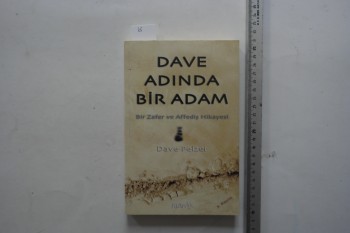 DAVE
ADINDA
BİR ADAM
Bir Zafer ve Affediş Hikayesi
Dave Pelzer